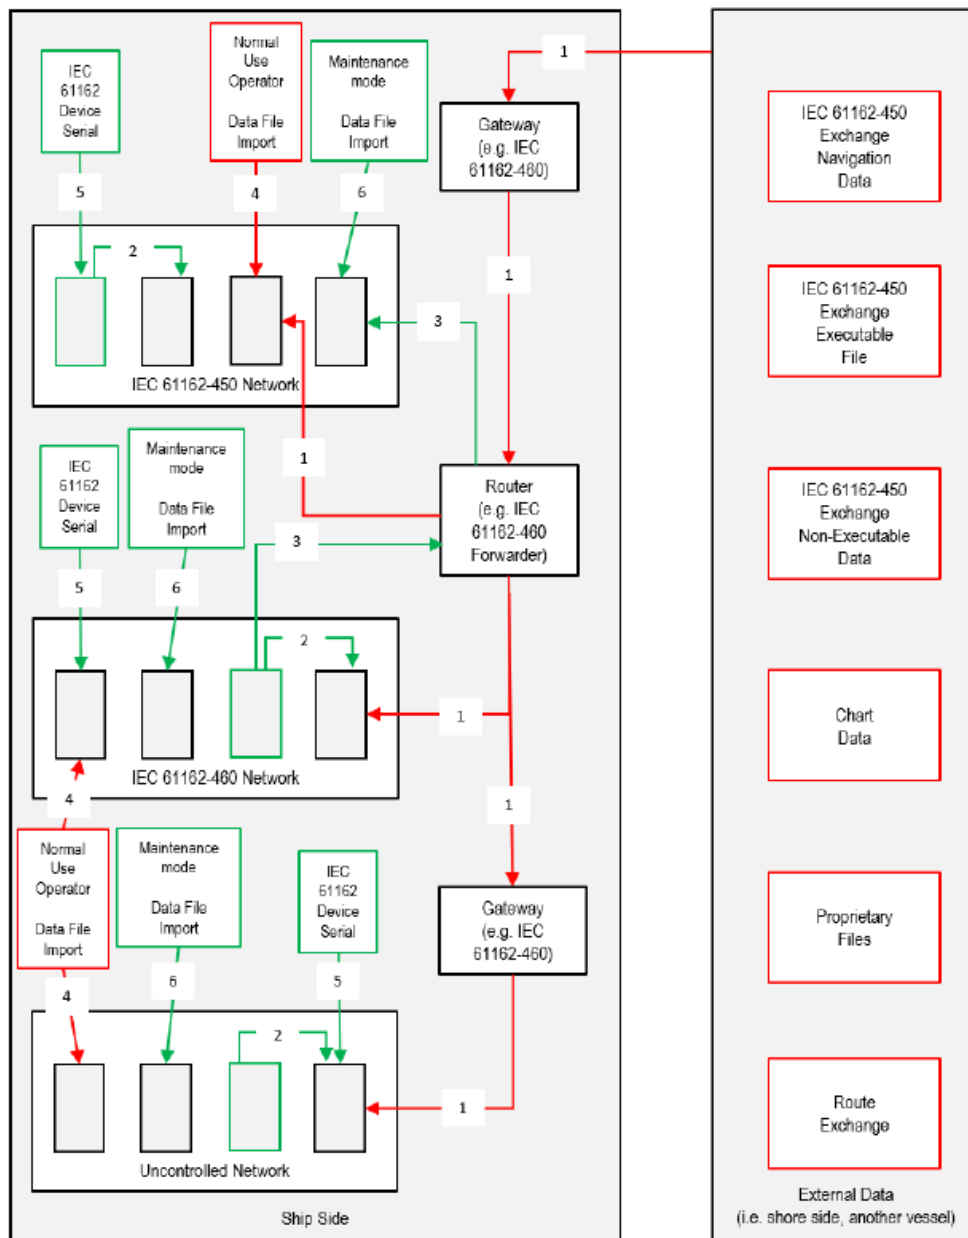 IEC
61162
Device
Serial
Normal
Use
Operator
Data File
Import
Maintenance
mode
Data File
Import
1
Gateway
(e.g. IEC
61162-460)
5
4
6
2
1
3
IEC 61162-450 Network
1
IEC
61162
Device
Serial
Maintenance
mode
Data File
Import
Router
(e.g. IEC
61162-460
Forwarder)
3
5
6
2
1
IEC 61162-460 Network
4
1
Normal
Use
Operator
Data File
Import
Maintenance
mode
Data File
Import
IEC
61162
Device
Serial
Gateway
(e.g. IEC
61162-460)
4
6
5
2
1
Uncontrolled Network
Ship Side
IEC 61162-450
Exchange
Navigation
Data
IEC 61162-450
Exchange
Executable
File
IEC 61162-450
Exchange
Non-Executable
Data
Chart
Data
Proprietary
Files
Route
Exchange
External Data
(i.e. shore side, another vessel)